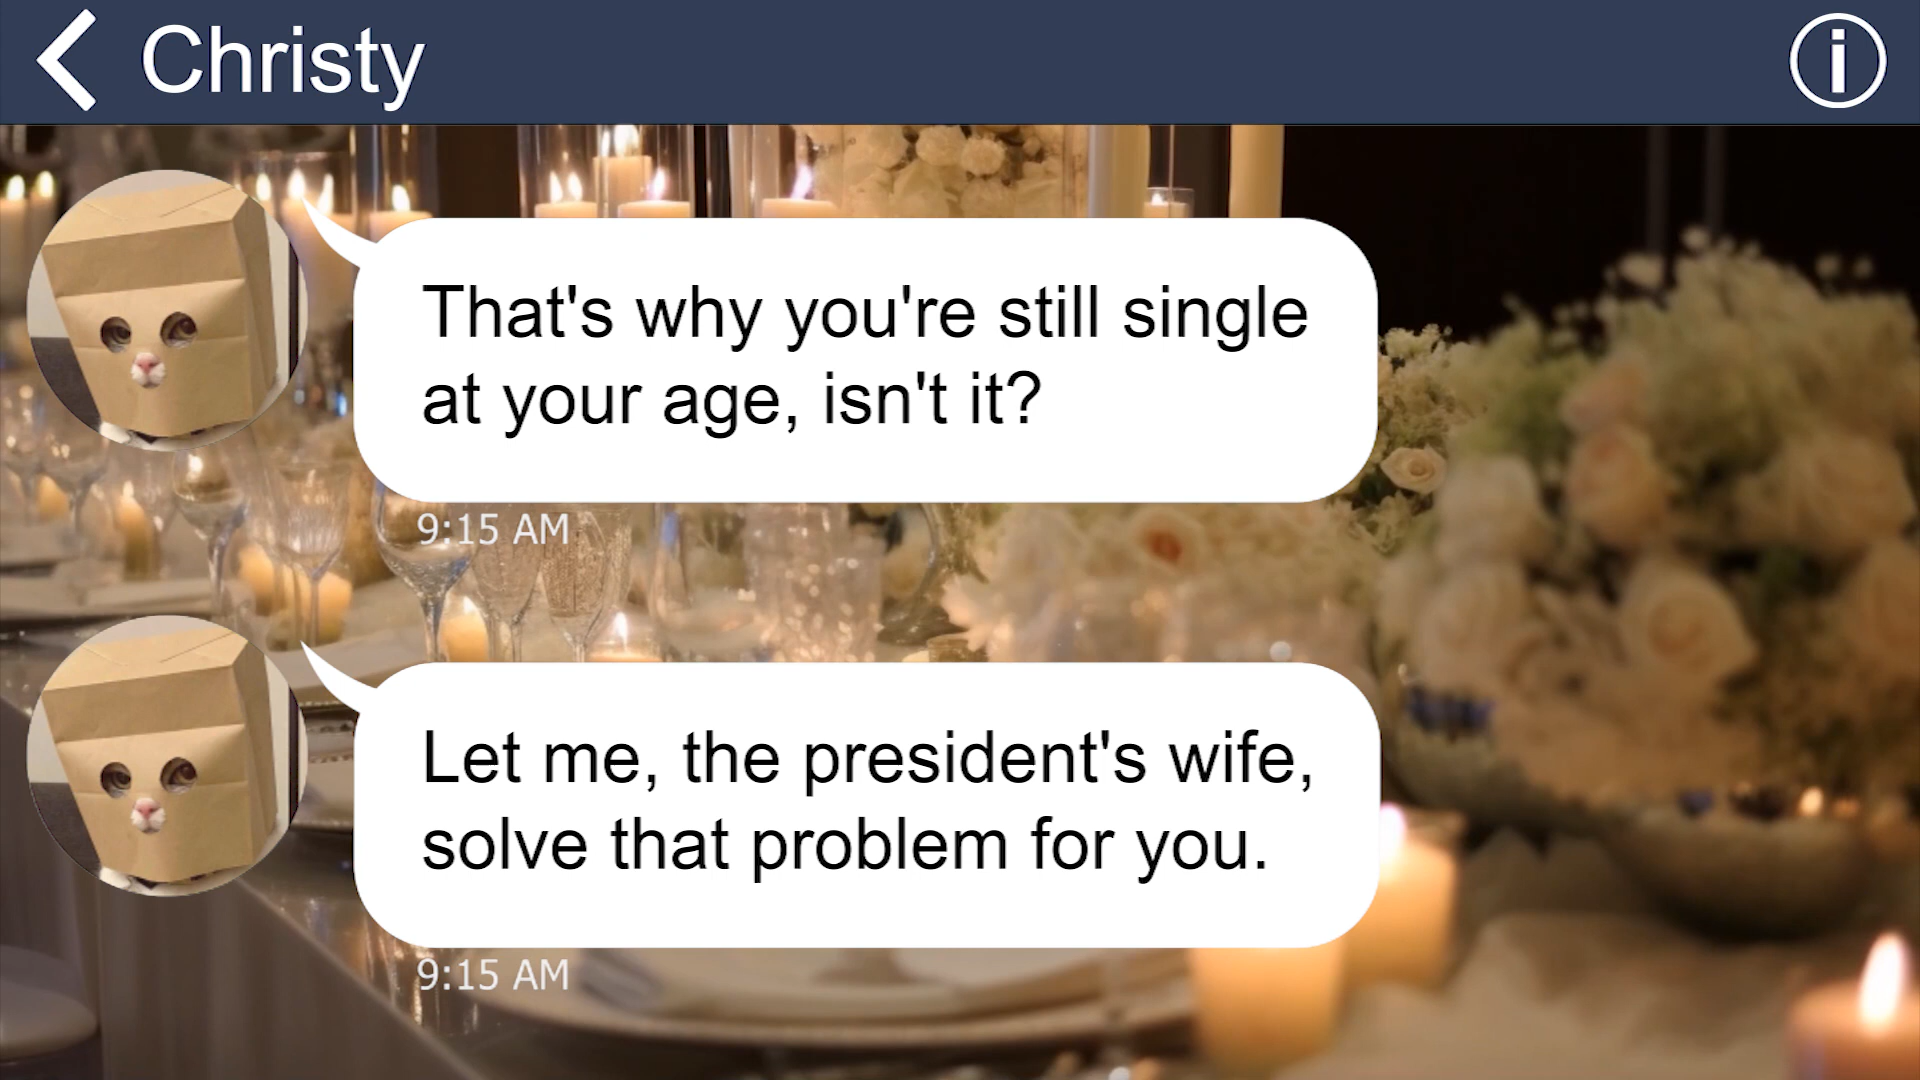 Christy
That's why you're still single
at your age, isn't it?
9:15 AM
Let me, the president's wife,
solve that problem for you.
9:15 AM